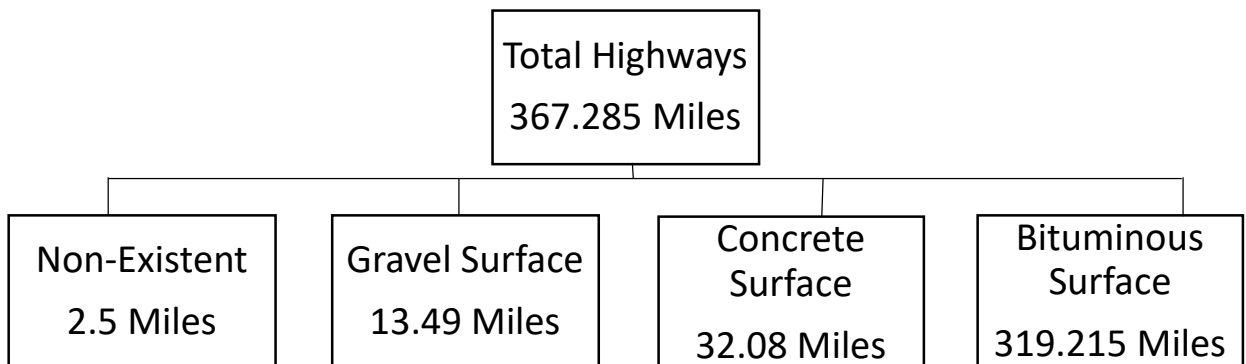 Total Highways
367.285 Miles
Non-Existent
2.5 Miles
Gravel Surface
13.49 Miles
Concrete
Surface
32.08 Miles
Bituminous
Surface
319.215 Miles